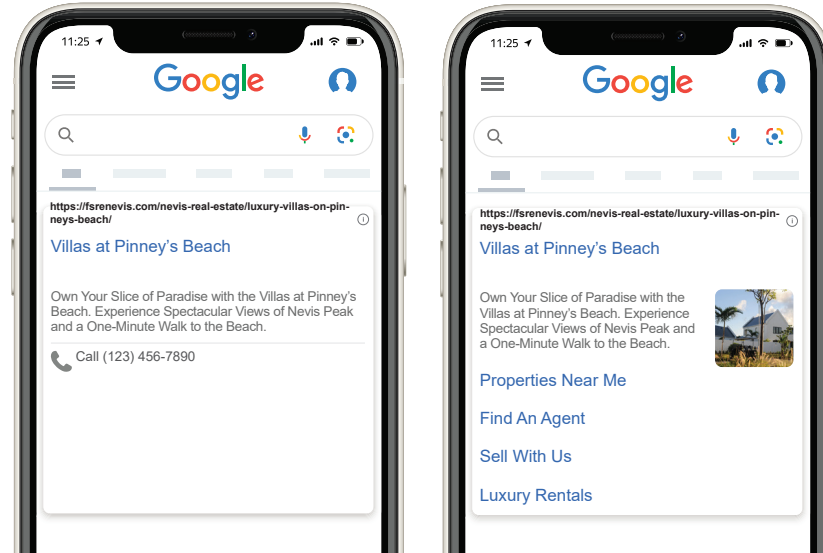 11:25
Google
https://fsrenevis.com/nevis-real-estate/luxury-villas-on-pin-
neys-beach/
Villas at Pinney’s Beach
Own Your Slice of Paradise with the Villas at Pinney’s
Beach. Experience Spectacular Views of Nevis Peak
and a One-Minute Walk to the Beach.
Call (123) 456-7890
11:25
Google
https://fsrenevis.com/nevis-real-estate/luxury-villas-on-pin-
neys-beach/
Villas at Pinney’s Beach
Own Your Slice of Paradise with the
Villas at Pinney’s Beach. Experience
Spectacular Views of Nevis Peak and
a One-Minute Walk to the Beach.
Properties Near Me
Find An Agent
Sell With Us
Luxury Rentals